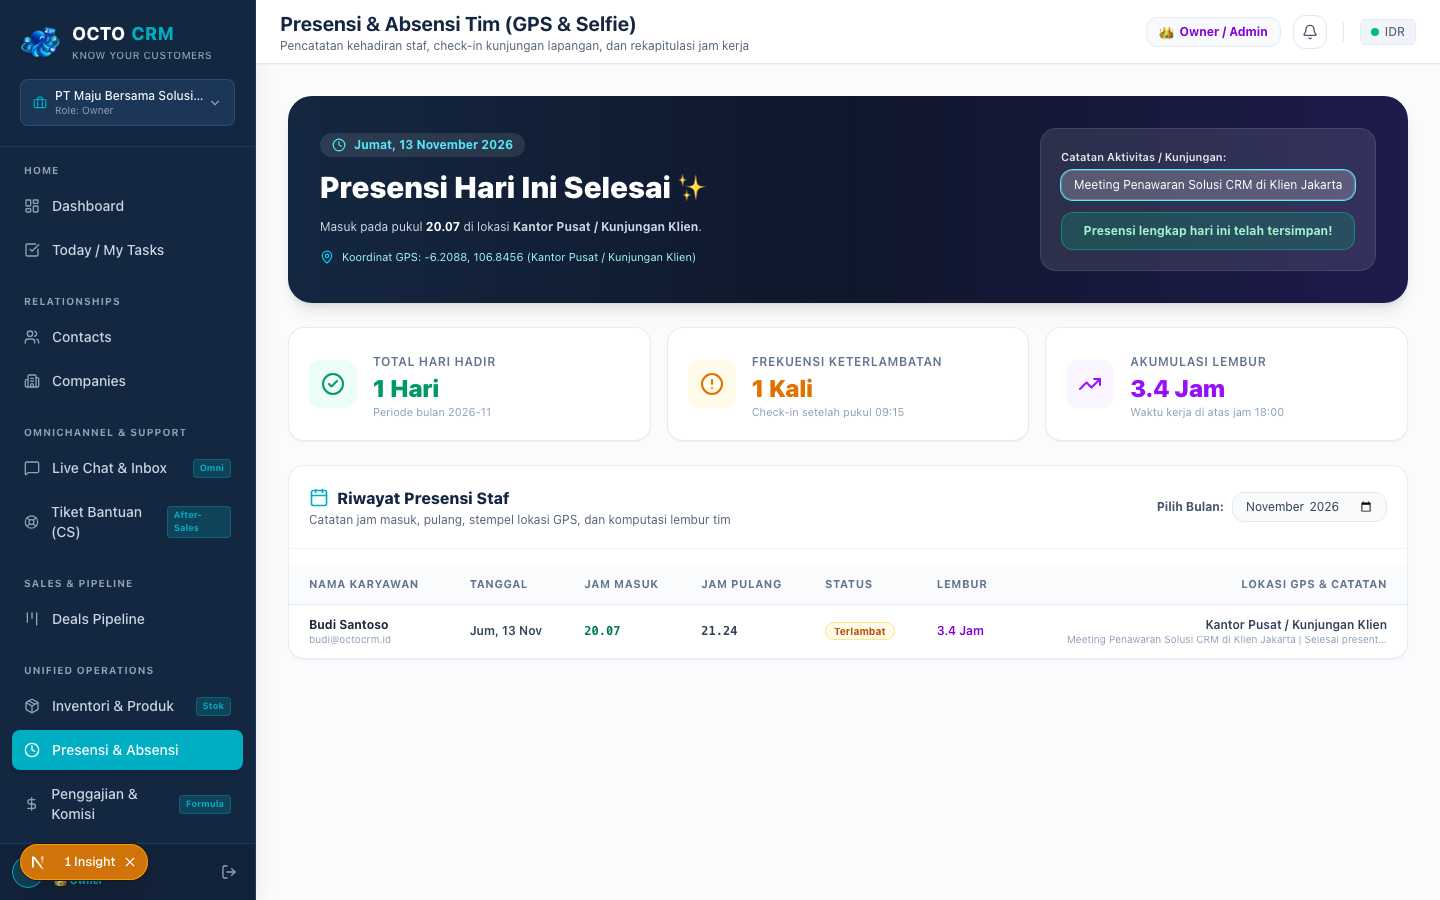 OCTO CRM
KNOW YOUR CUSTOMERS
PT Maju Bersama Solusi...
Role: Owner
HOME
Dashboard
Today / My Tasks
RELATIONSHIPS
Contacts
Companies
OMNICHANNEL & SUPPORT
Live Chat & Inbox
Omni
Tiket Bantuan (CS)
After-Sales
SALES & PIPELINE
Deals Pipeline
UNIFIED OPERATIONS
Inventori & Produk
Stok
Presensi & Absensi
Penggajian & Komisi
Formula
1 Insight
Owner
Presensi & Absensi Tim (GPS & Selfie)
Pencatatan kehadiran staf, check-in kunjungan lapangan, dan rekapitulasi jam kerja
Owner / Admin
IDR
Jumat, 13 November 2026
Presensi Hari Ini Selesai ✨
Masuk pada pukul 20.07 di lokasi Kantor Pusat / Kunjungan Klien.
Koordinat GPS: -6.2088, 106.8456 (Kantor Pusat / Kunjungan Klien)
Catatan Aktivitas / Kunjungan:
Meeting Penawaran Solusi CRM di Klien Jakarta
Presensi lengkap hari ini telah tersimpan!
TOTAL HARI HADIR
1 Hari
Periode bulan 2026-11
FREKUENSI KETERLAMBATAN
1 Kali
Check-in setelah pukul 09:15
AKUMULASI LEMBUR
3.4 Jam
Waktu kerja di atas jam 18:00
Riwayat Presensi Staf
Catatan jam masuk, pulang, stempel lokasi GPS, dan komputasi lembur tim
Pilih Bulan:
November 2026
NAMA KARYAWAN TANGGAL JAM MASUK JAM PULANG STATUS LEMBUR LOKASI GPS & CATATAN
Budi Santoso Jum, 13 Nov 20.07 21.24 Terlambat 3.4 Jam Kantor Pusat / Kunjungan Klien
budi@octocrm.id Meeting Penawaran Solusi CRM di Klien Jakarta | Selesai present...